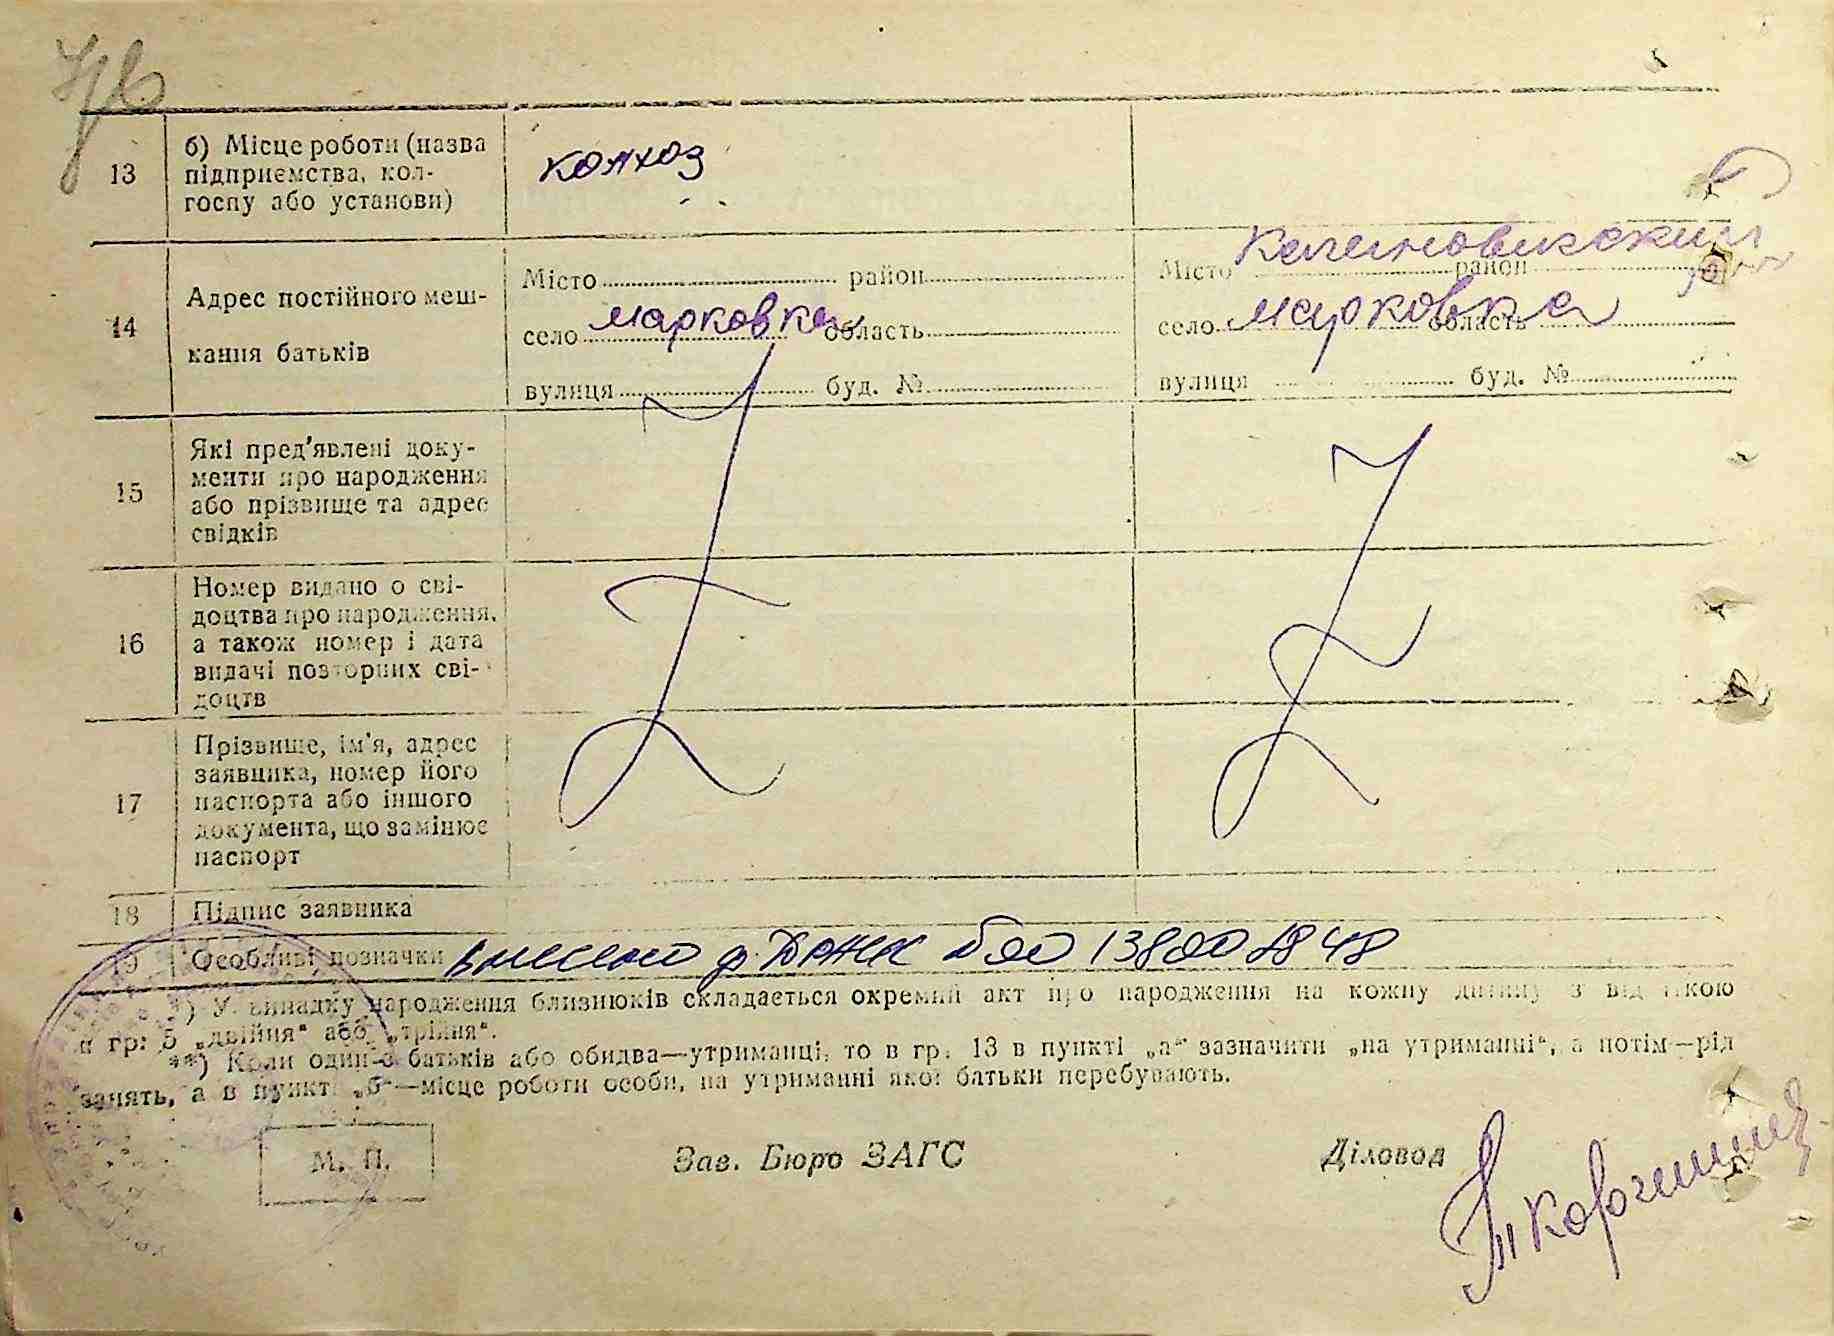 13
б) Місце роботи (назва
підприємства, кол-
госпу або установи)
колхоз
14
Адрес постійного меш-
кання батьків
Місто район
село марковка область
вулиця буд. №
Місто район
село марковка область
вулиця буд. №
15
Які пред'явлені доку-
менти про народження
або прізвище та адрес
свідків
16
Номер видано о сві-
доцтва про народження,
а також номер і дата
видачі повторних сві-
доцтв
17
Прізвище, ім'я, адрес
заявника, номер його
паспорта або іншого
документа, що замінює
паспорт
18 Підпис заявника
19 Особливі позначки внесено 13800
*) У випадку народження близнюків складається окремий акт про народження на кожну дитину з відміткою
в гр. 5 „двійня“ або „трійня“.
**) Коли один з батьків або обидва—утриманці, то в гр. 13 в пункті „а“ зазначити „на утриманні“, а потім—рід
занять, а в пункті „б“—місце роботи особи, на утриманні якої батьки перебувають.
М. П. Зав. Бюро ЗАГС Діловод